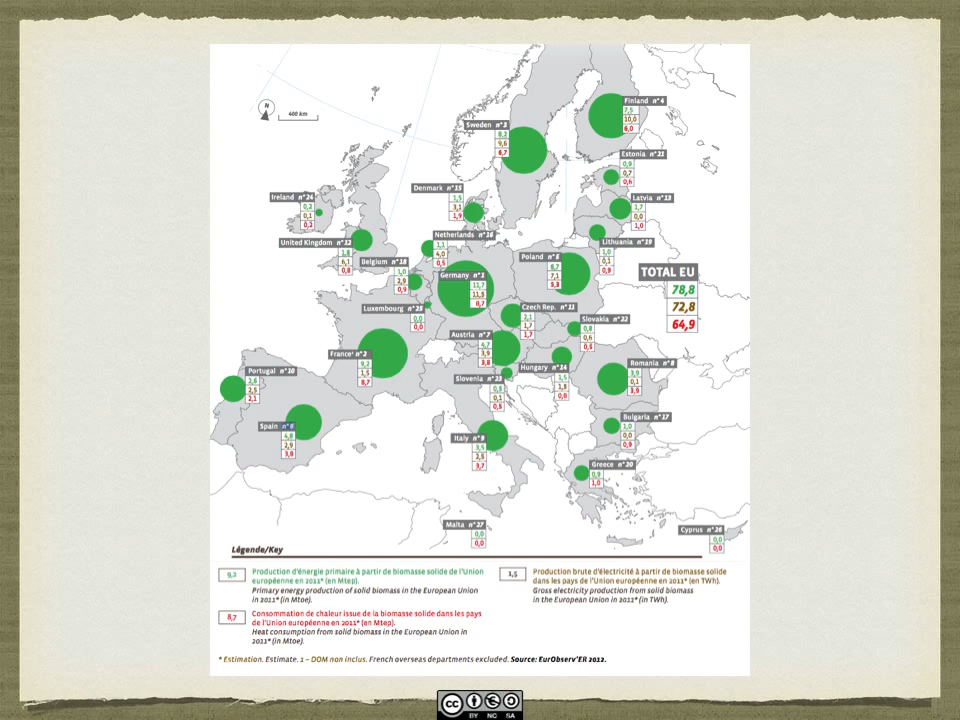 N
400 km
Finland n°4
7,5
10,0
6,0
Sweden n°3
8,2
9,6
6,7
Estonia n°21
0,9
0,7
0,6
Denmark n°15
1,5
3,1
1,9
Ireland n°24
0,2
0,1
0,2
Latvia n°13
1,7
0,0
1,0
United Kingdom n°12
1,8
6,1
0,8
Netherlands n°16
1,1
4,0
0,5
Lithuania n°19
1,0
0,1
0,9
Belgium n°18
1,0
2,9
0,9
Germany n°1
11,7
11,5
8,7
Poland n°5
6,7
7,1
TOTAL EU
78,8
72,8
64,9
Luxembourg n°25
0,0
0,0
Czech Rep. n°11
2,1
1,7
1,7
Slovakia n°22
0,8
0,6
0,5
Austria n°7
4,7
3,9
3,8
France¹ n°2
9,2
1,5
8,7
Hungary n°14
1,5
1,5
0,8
Romania n°8
3,9
0,1
3,9
Portugal n°10
2,6
2,5
2,1
Slovenia n°23
0,5
0,1
0,5
Spain n°6
4,8
2,9
3,8
Bulgaria n°17
1,0
0,0
0,9
Italy n°9
3,5
2,5
3,7
Greece n°20
0,9
1,0
Malta n°27
0,0
0,0
Cyprus n°26
0,0
0,0
Légende/Key
9,2
Production d'énergie primaire à partir de biomasse solide de l'Union
européenne en 2011* (en Mtep).
Primary energy production of solid biomass in the European Union
in 2011* (in Mtoe).
1,5
Production brute d'électricité à partir de biomasse solide
dans les pays de l'Union européenne en 2011* (en TWh).
Gross electricity production from solid biomass
in the European Union in 2011* (in TWh).
8,7
Consommation de chaleur issue de la biomasse solide dans les pays
de l'Union européenne en 2011* (en Mtep).
Heat consumption from solid biomass in the European Union in
2011* (in Mtoe).
* Estimation. Estimate. 1 – DOM non inclus. French overseas departments excluded. Source: EurObserv'ER 2012.
cc
BY NC SA